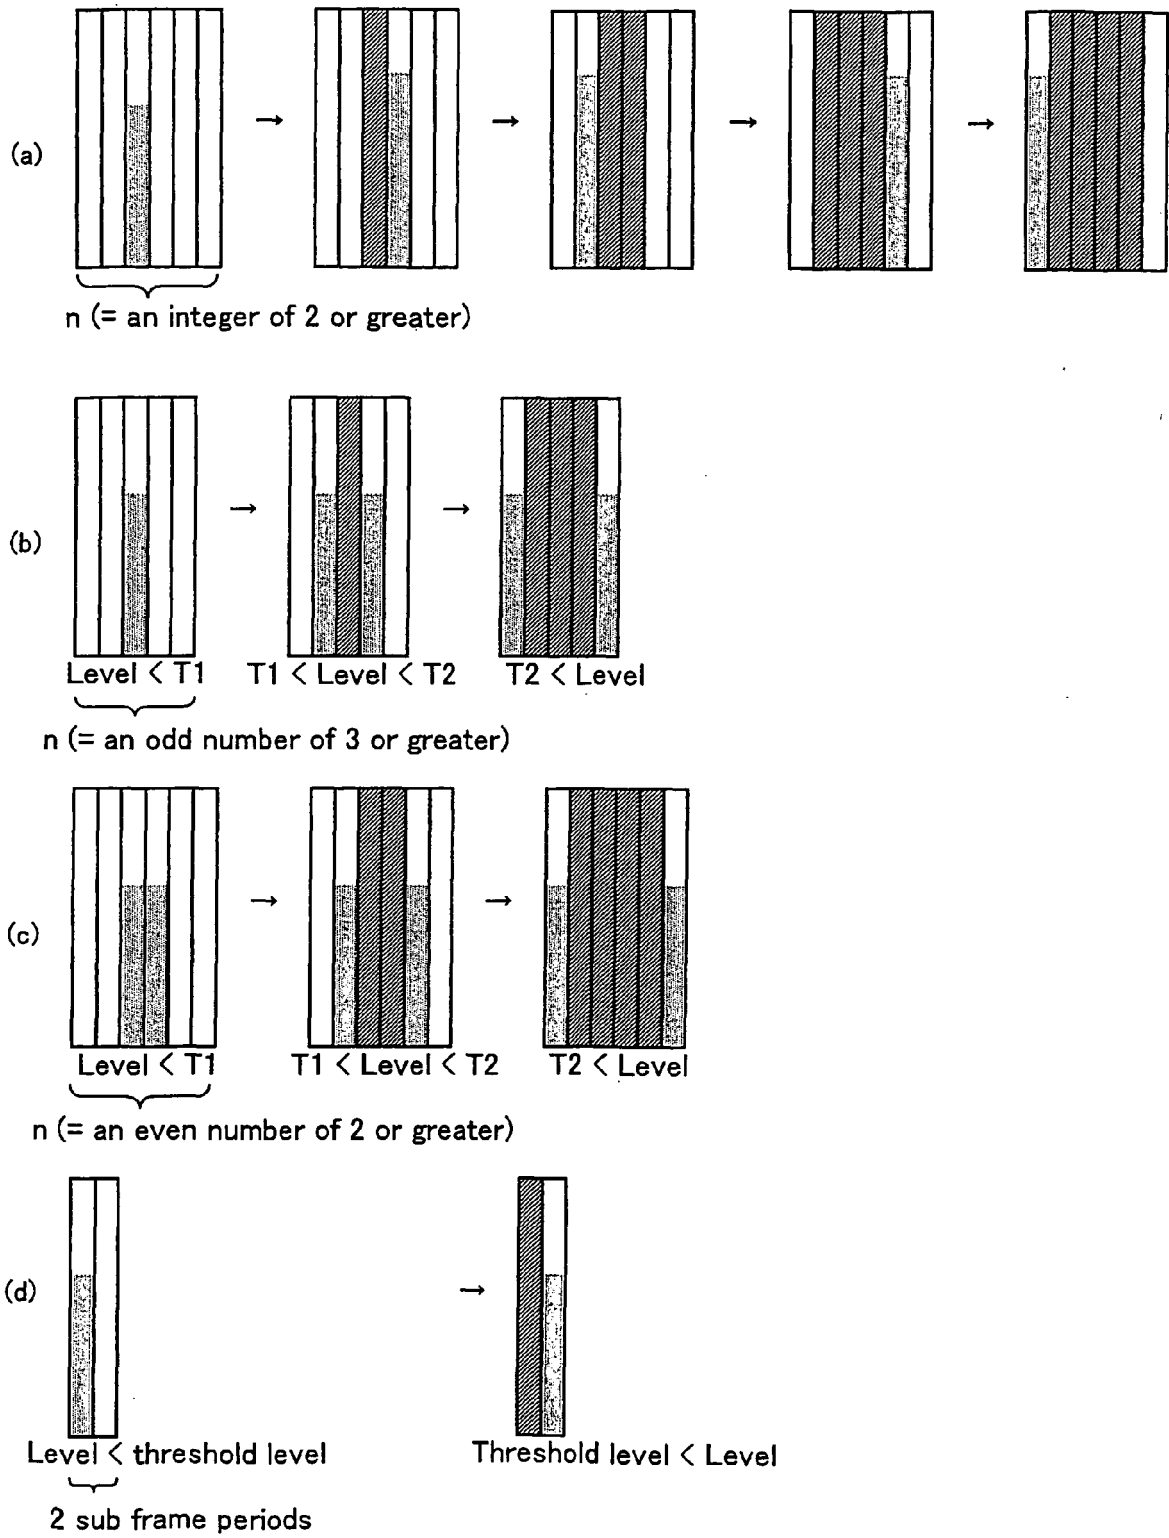 (a)
n (= an integer of 2 or greater)
(b)
Level < T1
T1 < Level < T2
T2 < Level
n (= an odd number of 3 or greater)
(c)
Level < T1
T1 < Level < T2
T2 < Level
n (= an even number of 2 or greater)
(d)
Level < threshold level
Threshold level < Level
2 sub frame periods